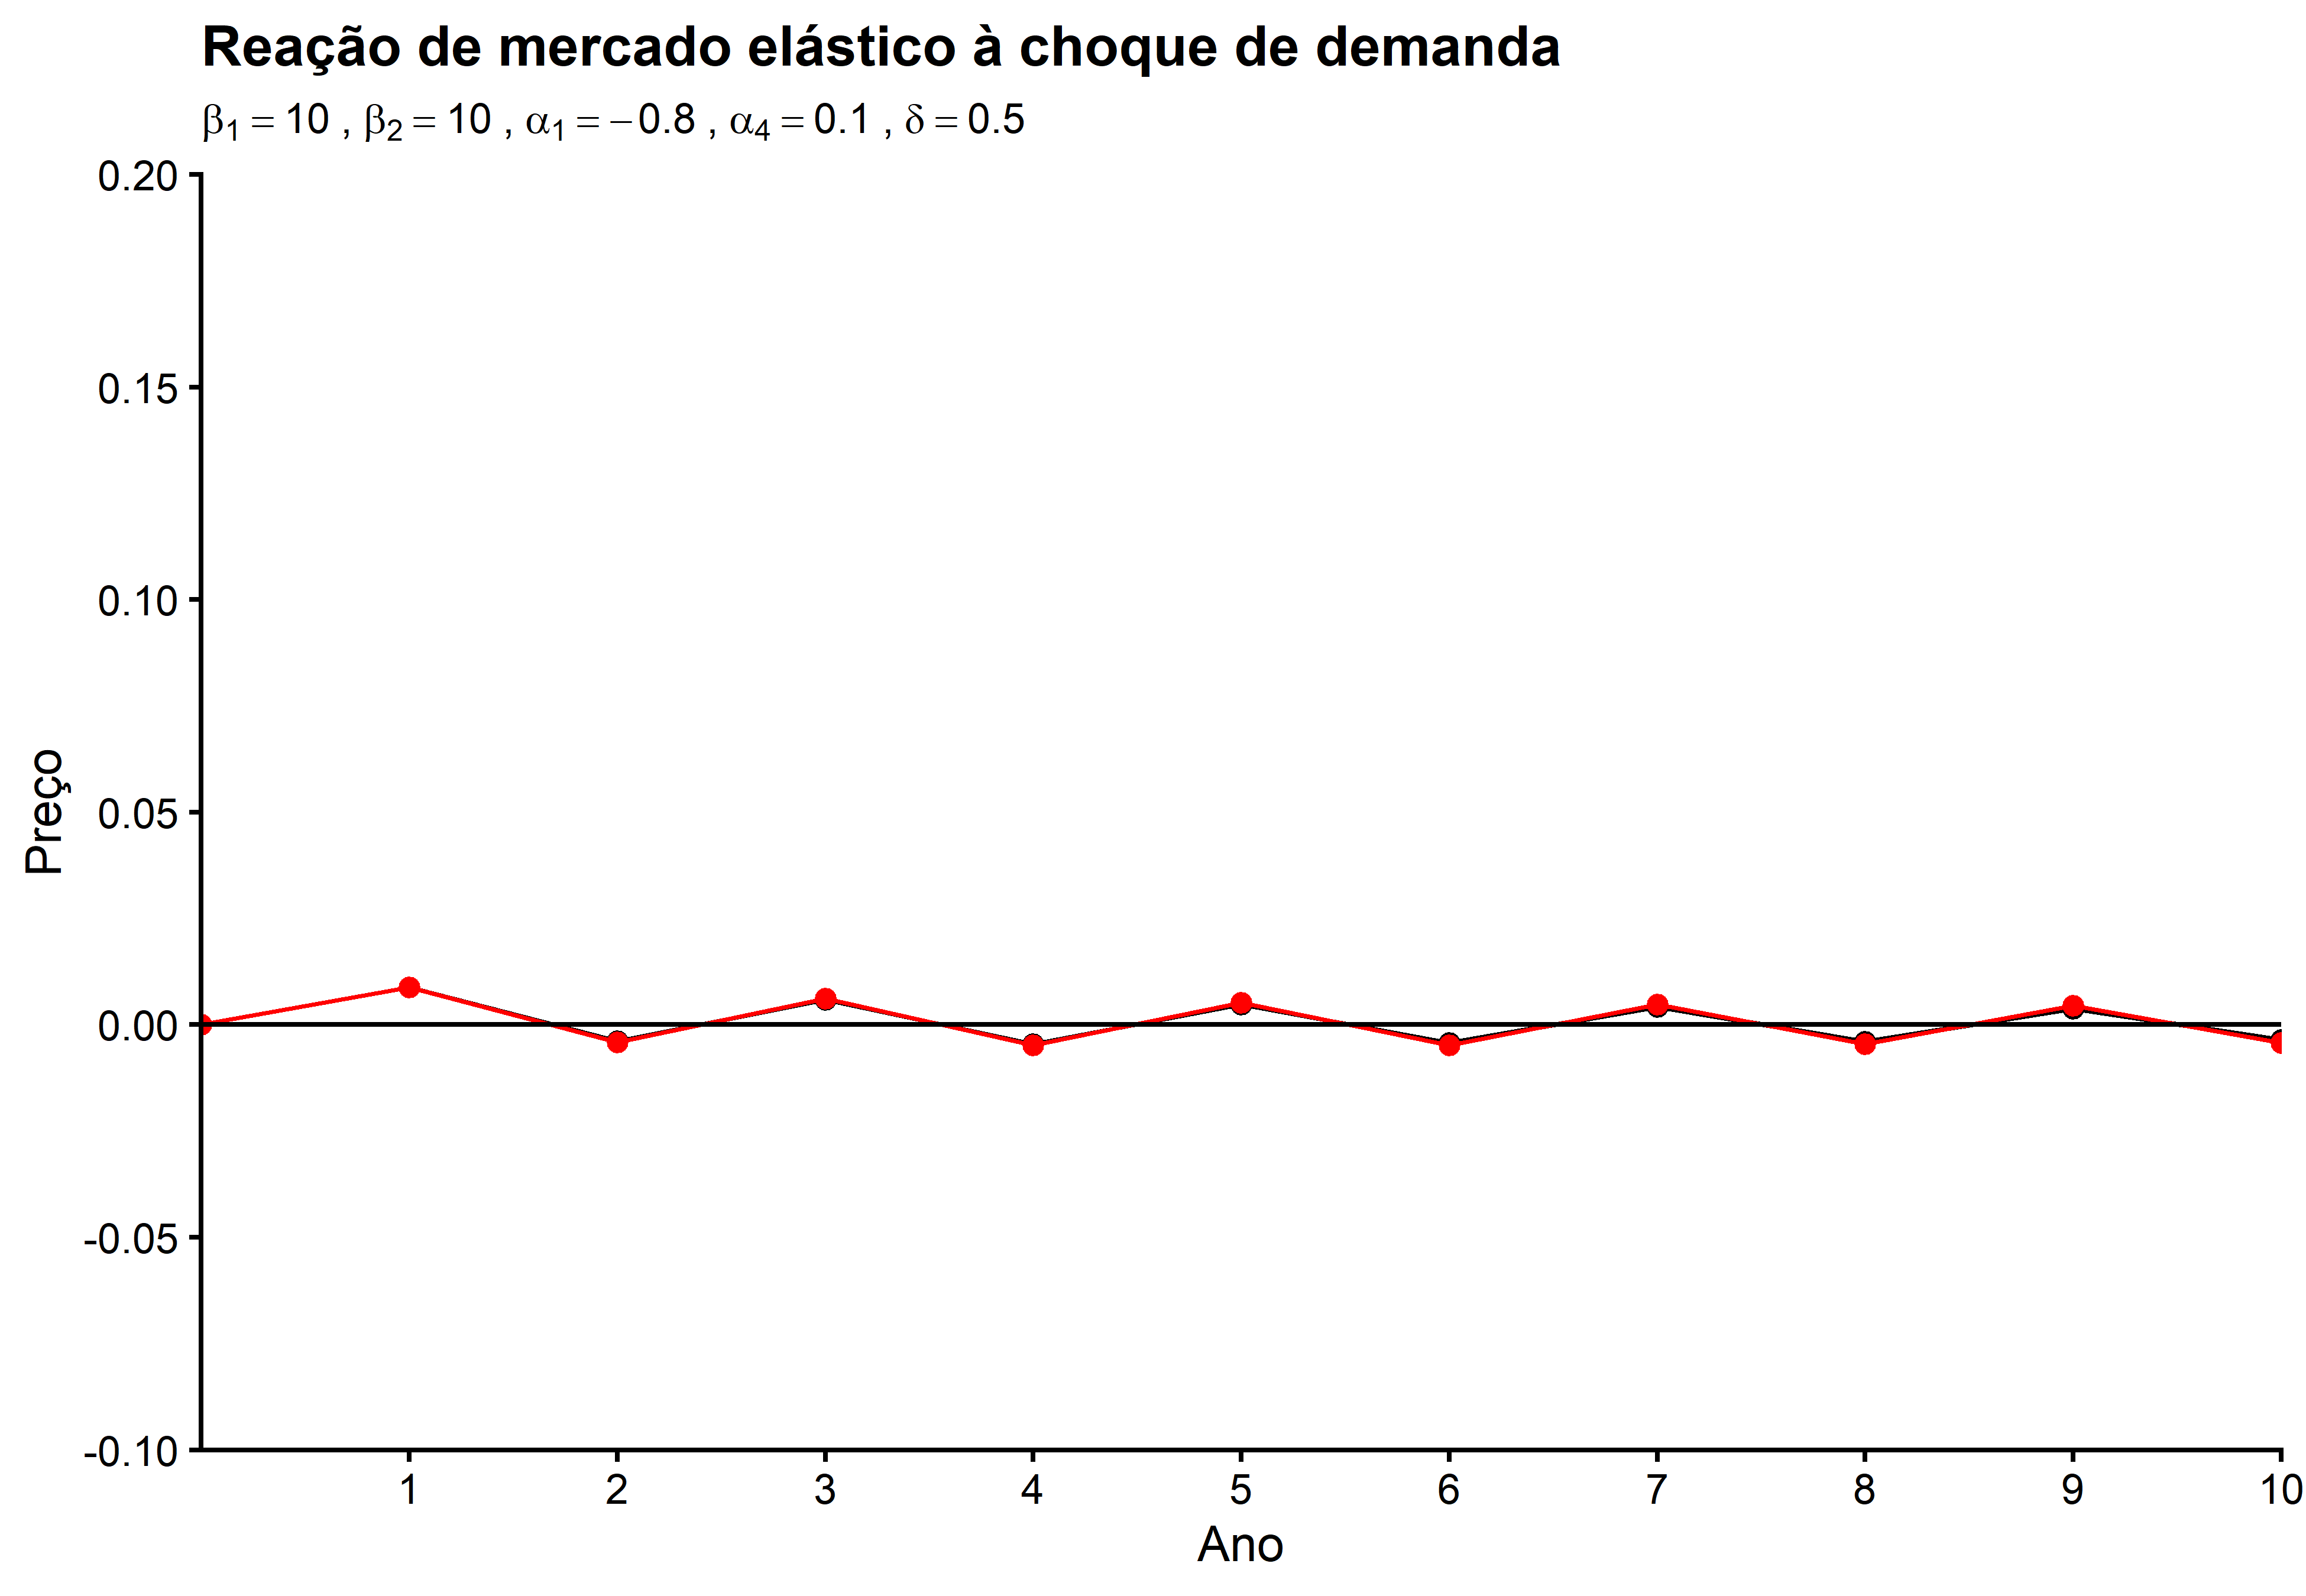 Reação de mercado elástico à choque de demanda
β₁ = 10 , β₂ = 10 , α₁ = −0.8 , α₄ = 0.1 , δ = 0.5
0.20
0.15
0.10
0.05
0.00
-0.05
-0.10
Preço
1 2 3 4 5 6 7 8 9 10
Ano